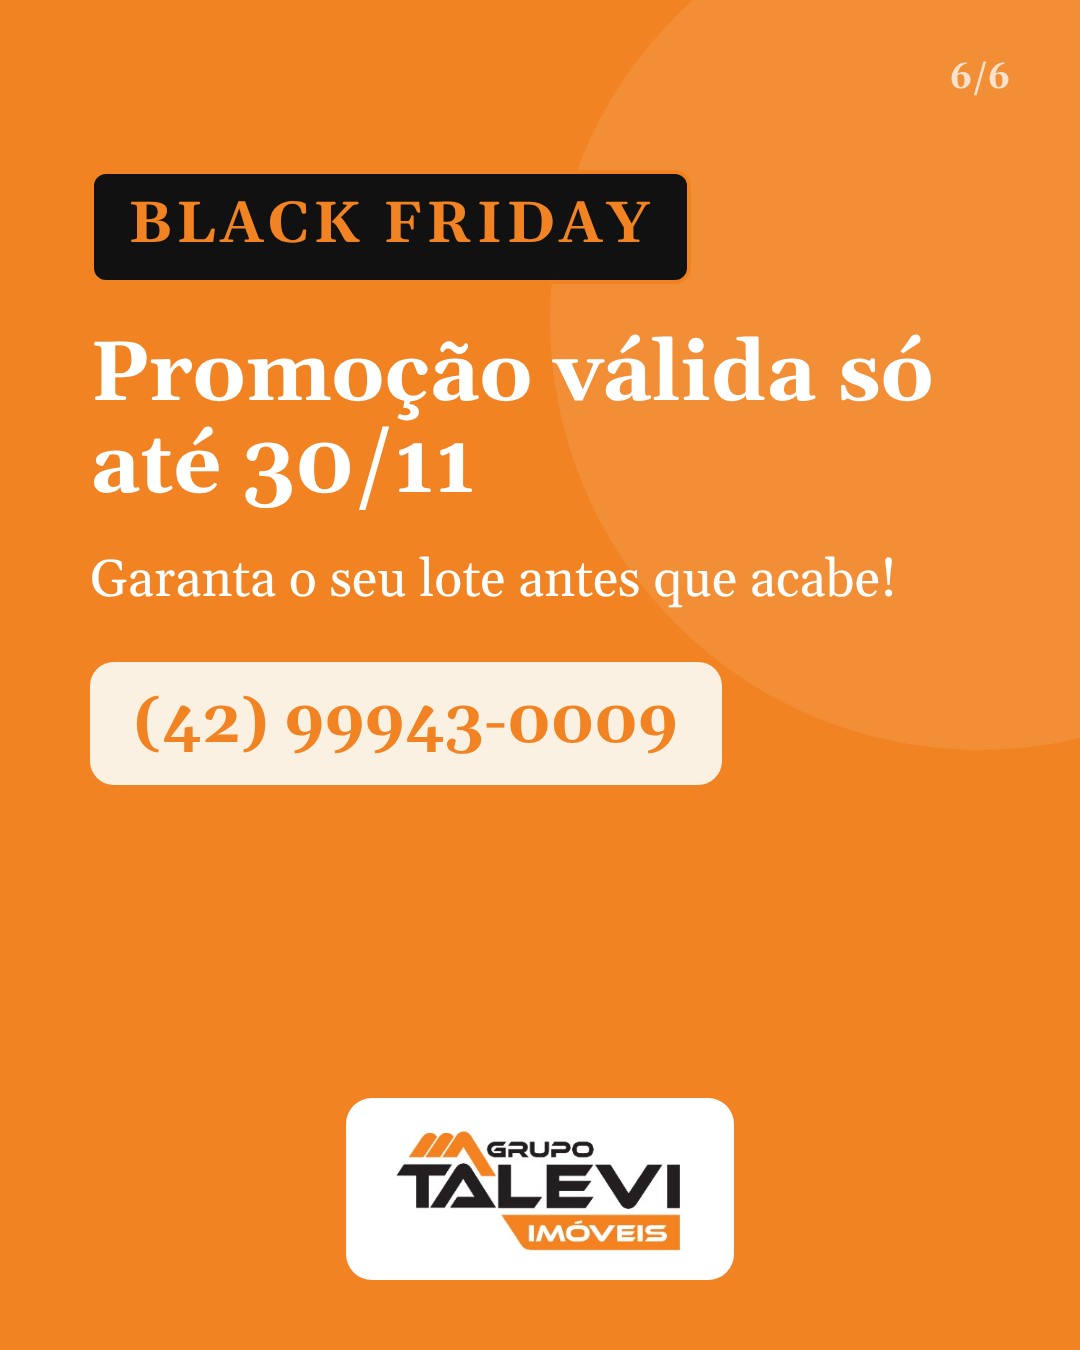 6/6
BLACK FRIDAY
Promoção válida só
até 30/11
Garanta o seu lote antes que acabe!
(42) 99943-0009
GRUPO
TALEVI
IMÓVEIS